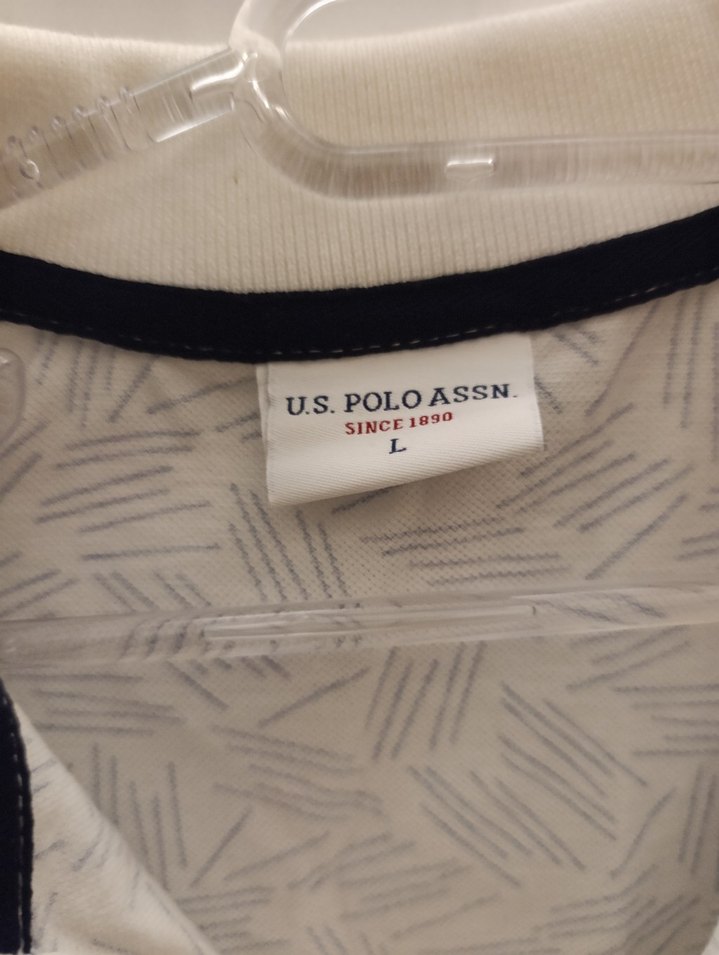 U.S. POLO ASSN.
SINCE 1890
L